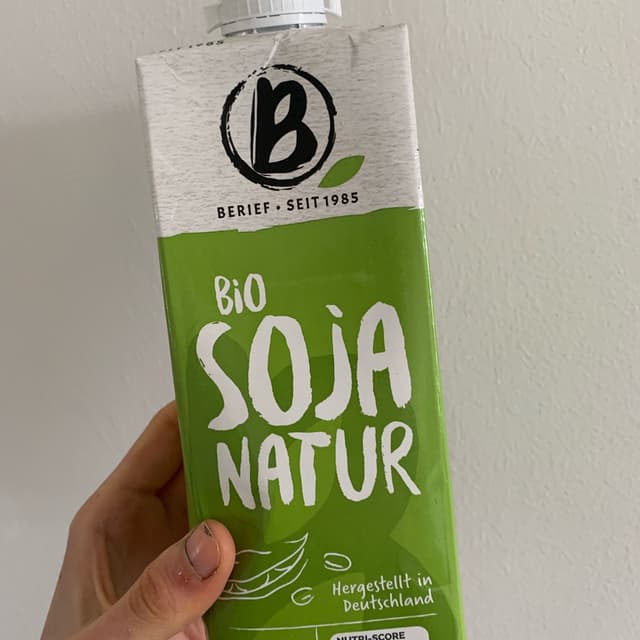 B
BERIEF • SEIT 1985
BiO
SOjA
NATUR
Hergestellt in
Deutschland
NUTRI-SCORE